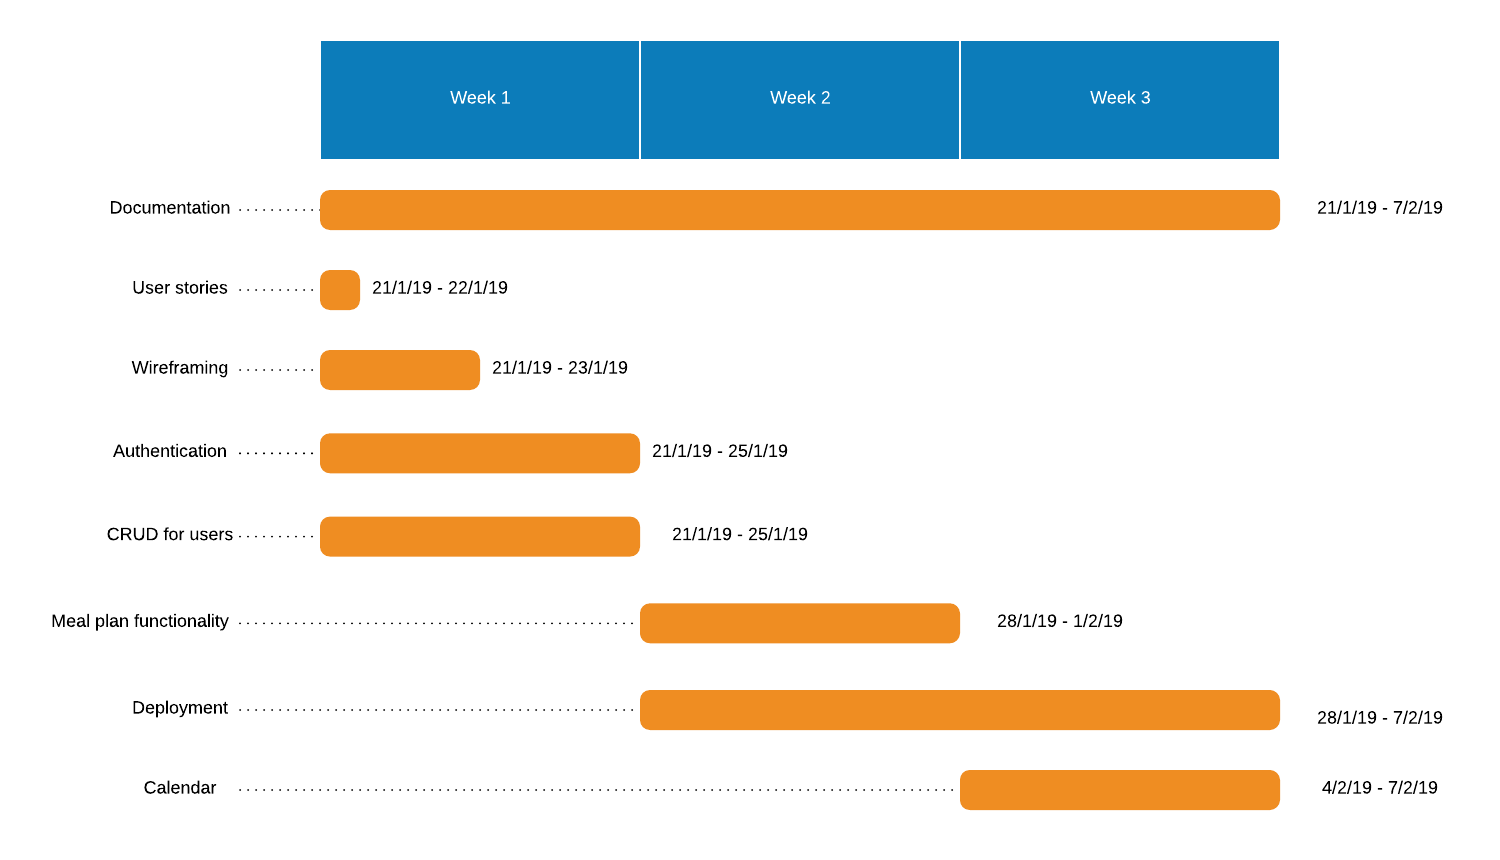 Week 1 Week 2 Week 3
Documentation 21/1/19 - 7/2/19
User stories 21/1/19 - 22/1/19
Wireframing 21/1/19 - 23/1/19
Authentication 21/1/19 - 25/1/19
CRUD for users 21/1/19 - 25/1/19
Meal plan functionality 28/1/19 - 1/2/19
Deployment 28/1/19 - 7/2/19
Calendar 4/2/19 - 7/2/19